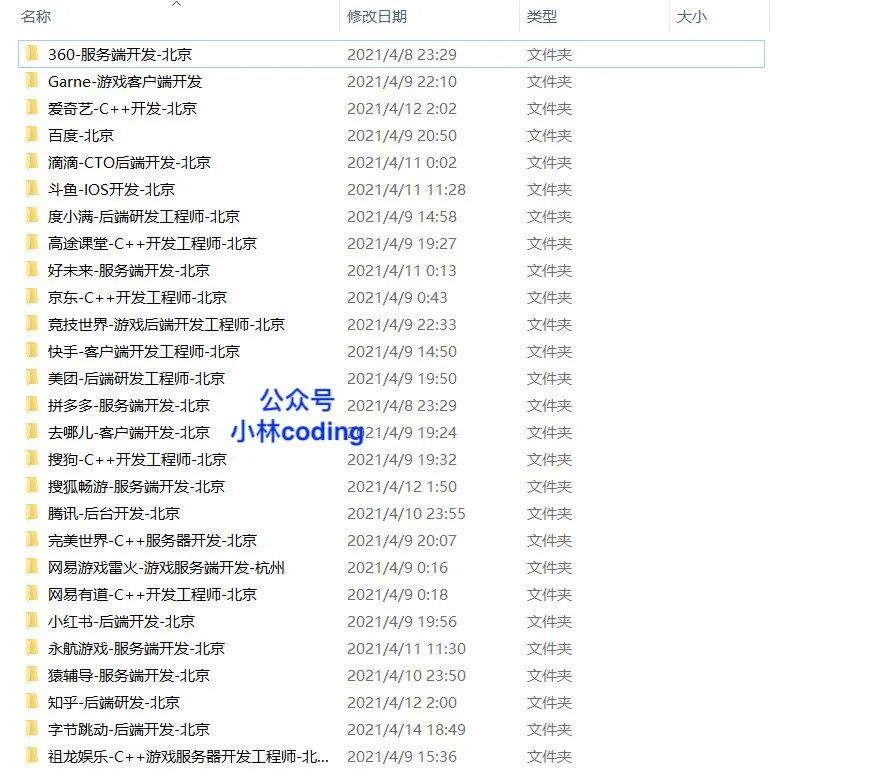 名称 修改日期 类型 大小
360-服务端开发-北京 2021/4/8 23:29 文件夹
Garne-游戏客户端开发 2021/4/9 22:10 文件夹
爱奇艺-C++开发-北京 2021/4/12 2:02 文件夹
百度-北京 2021/4/9 20:50 文件夹
滴滴-CTO后端开发-北京 2021/4/11 0:02 文件夹
斗鱼-IOS开发-北京 2021/4/11 11:28 文件夹
度小满-后端研发工程师-北京 2021/4/9 14:58 文件夹
高途课堂-C++开发工程师-北京 2021/4/9 19:27 文件夹
好未来-服务端开发-北京 2021/4/11 0:13 文件夹
京东-C++开发工程师-北京 2021/4/9 0:43 文件夹
竞技世界-游戏后端开发工程师-北京 2021/4/9 22:33 文件夹
快手-客户端开发工程师-北京 2021/4/9 14:50 文件夹
美团-后端研发工程师-北京 2021/4/9 19:50 文件夹
公众号
拼多多-服务端开发-北京 2021/4/8 23:29 文件夹
小林coding
去哪儿-客户端开发-北京 2021/4/9 19:24 文件夹
搜狗-C++开发工程师-北京 2021/4/9 19:32 文件夹
搜狐畅游-服务端开发-北京 2021/4/12 1:50 文件夹
腾讯-后台开发-北京 2021/4/10 23:55 文件夹
完美世界-C++服务器开发-北京 2021/4/9 20:07 文件夹
网易游戏雷火-游戏服务端开发-杭州 2021/4/9 0:16 文件夹
网易有道-C++开发工程师-北京 2021/4/9 0:18 文件夹
小红书-后端开发-北京 2021/4/9 19:56 文件夹
永航游戏-服务端开发-北京 2021/4/11 11:30 文件夹
猿辅导-服务端开发-北京 2021/4/10 23:50 文件夹
知乎-后端研发-北京 2021/4/12 2:00 文件夹
字节跳动-后端开发-北京 2021/4/14 18:49 文件夹
祖龙娱乐-C++游戏服务器开发工程师-北... 2021/4/9 15:36 文件夹